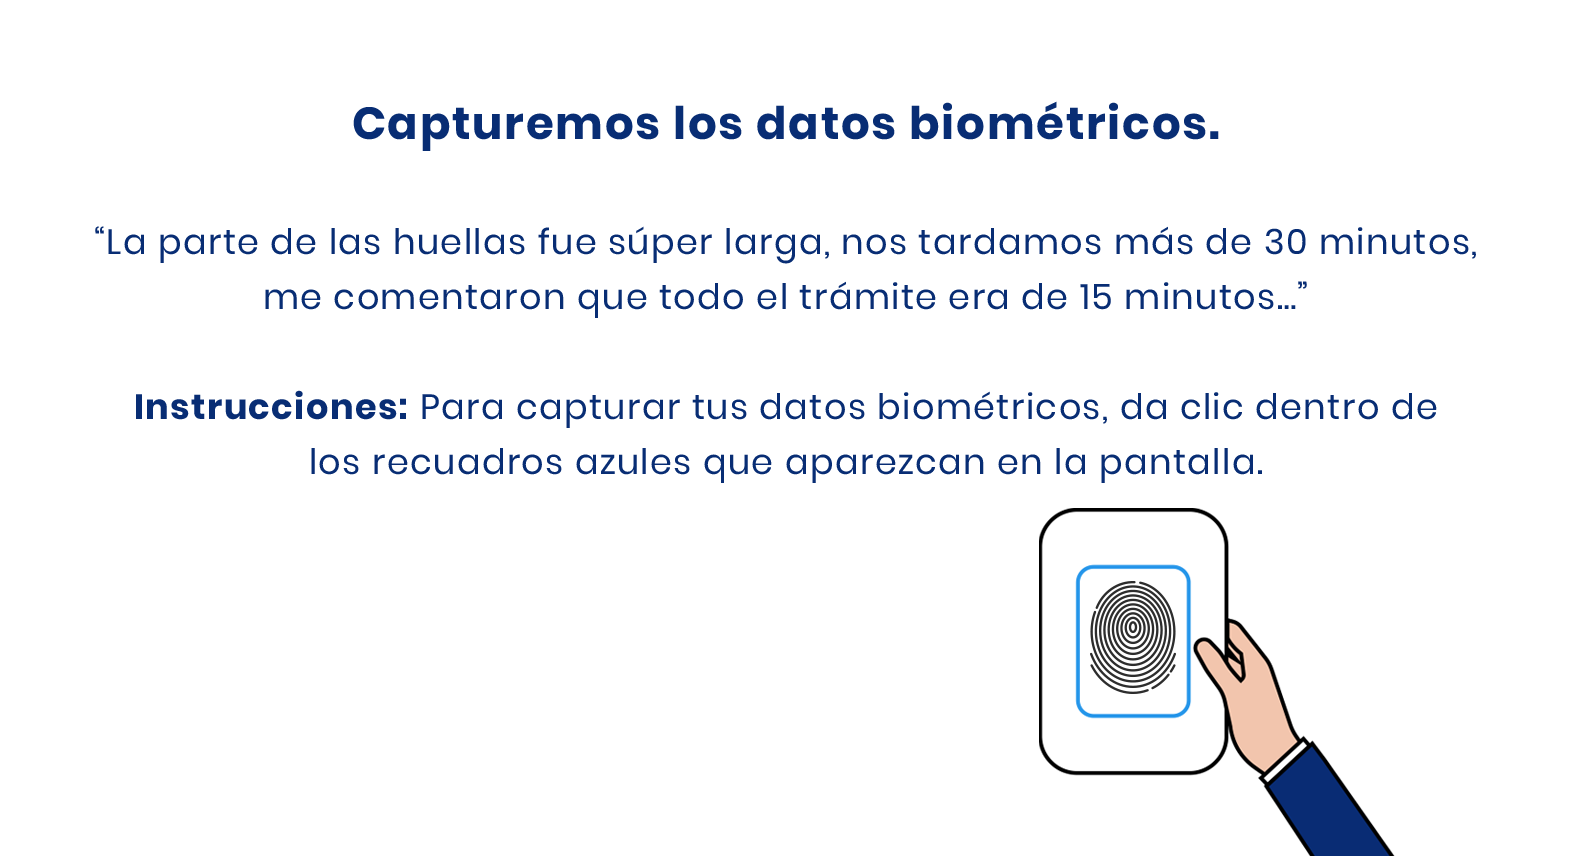 Capturemos los datos biométricos.
“La parte de las huellas fue súper larga, nos tardamos más de 30 minutos,
me comentaron que todo el trámite era de 15 minutos...”
Instrucciones: Para capturar tus datos biométricos, da clic dentro de
los recuadros azules que aparezcan en la pantalla.